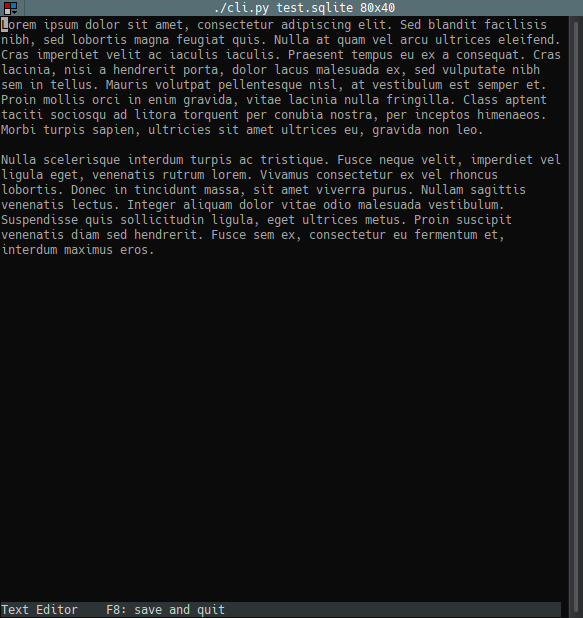 ./cli.py test.sqlite 80x40
Lorem ipsum dolor sit amet, consectetur adipiscing elit. Sed blandit facilisis
nibh, sed lobortis magna feugiat quis. Nulla at quam vel arcu ultrices eleifend.
Cras imperdiet velit ac iaculis iaculis. Praesent tempus eu ex a consequat. Cras
lacinia, nisi a hendrerit porta, dolor lacus malesuada ex, sed vulputate nibh
sem in tellus. Mauris volutpat pellentesque nisl, at vestibulum est semper et.
Proin mollis orci in enim gravida, vitae lacinia nulla fringilla. Class aptent
taciti sociosqu ad litora torquent per conubia nostra, per inceptos himenaeos.
Morbi turpis sapien, ultricies sit amet ultrices eu, gravida non leo.

Nulla scelerisque interdum turpis ac tristique. Fusce neque velit, imperdiet vel
ligula eget, venenatis rutrum lorem. Vivamus consectetur ex vel rhoncus
lobortis. Donec in tincidunt massa, sit amet viverra purus. Nullam sagittis
venenatis lectus. Integer aliquam dolor vitae odio malesuada vestibulum.
Suspendisse quis sollicitudin ligula, eget ultrices metus. Proin suscipit
venenatis diam sed hendrerit. Fusce sem ex, consectetur eu fermentum et,
interdum maximus eros.
Text Editor    F8: save and quit